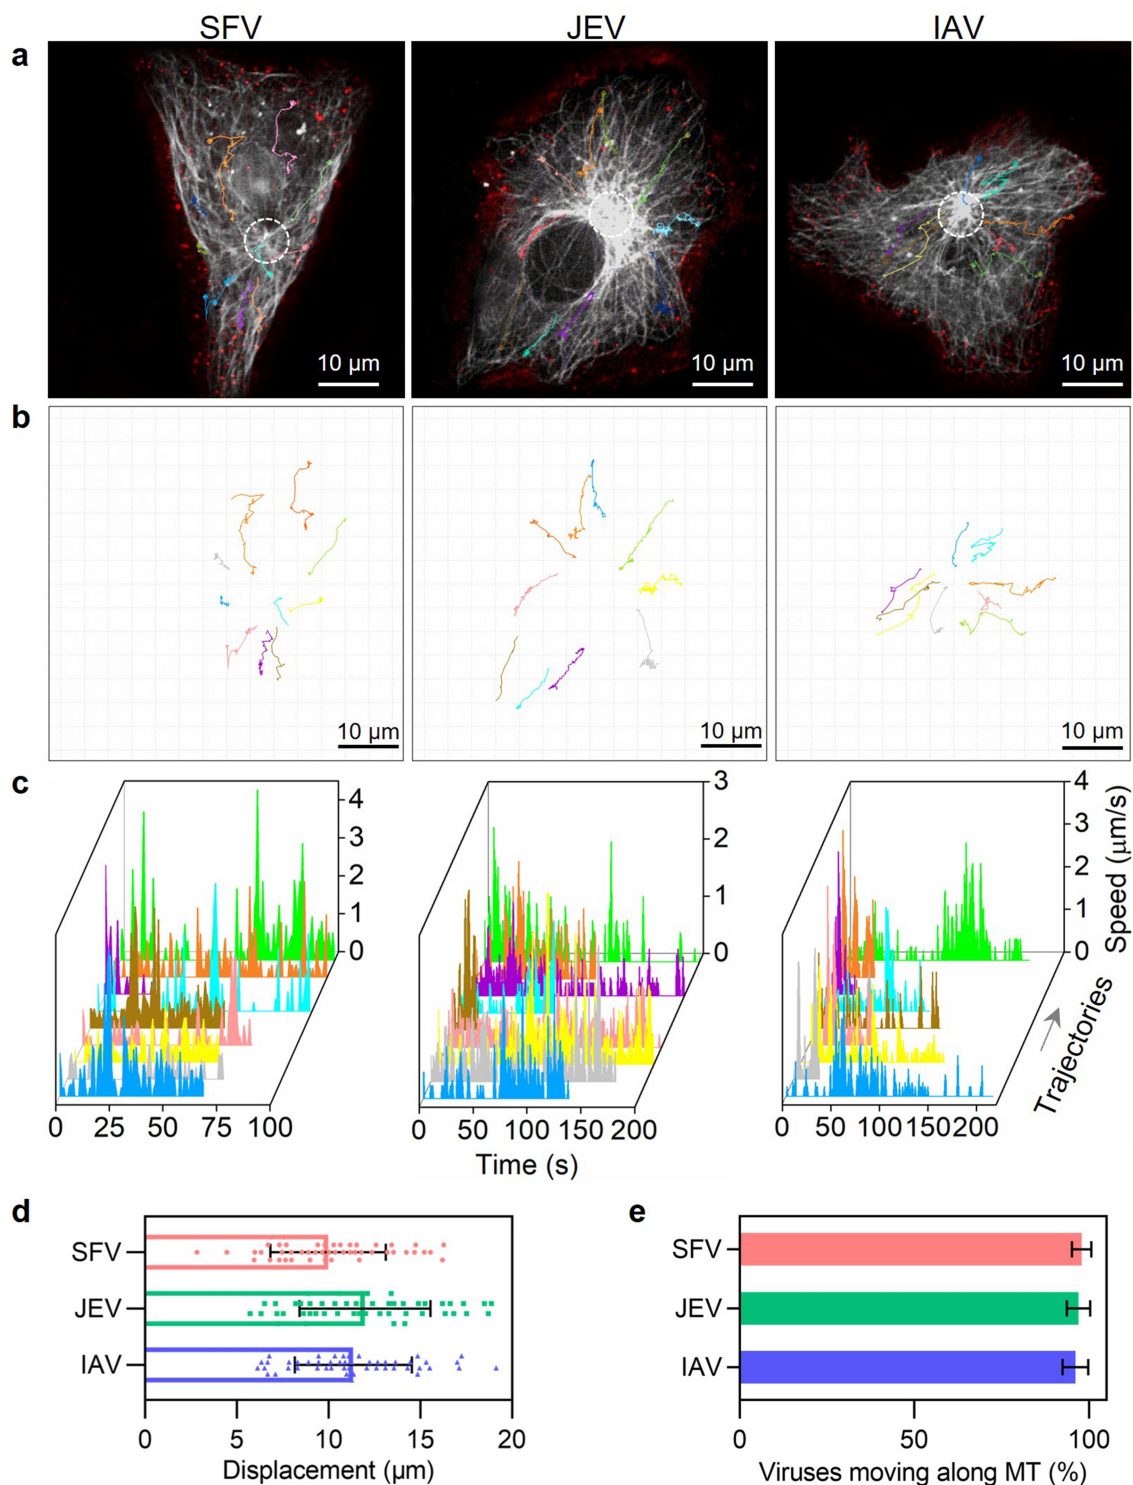 SFV JEV IAV
a
10 µm 10 µm 10 µm
b
10 µm 10 µm 10 µm
c
4 3 4
3 2 3
2 1 2
1 0 1
0 0
Speed (µm/s)
Trajectories
0 25 50 75 100 0 50 100 150 200 0 50 100 150 200
Time (s)
d e
SFV SFV
JEV JEV
IAV IAV
0 5 10 15 20 0 50 100
Displacement (µm) Viruses moving along MT (%)